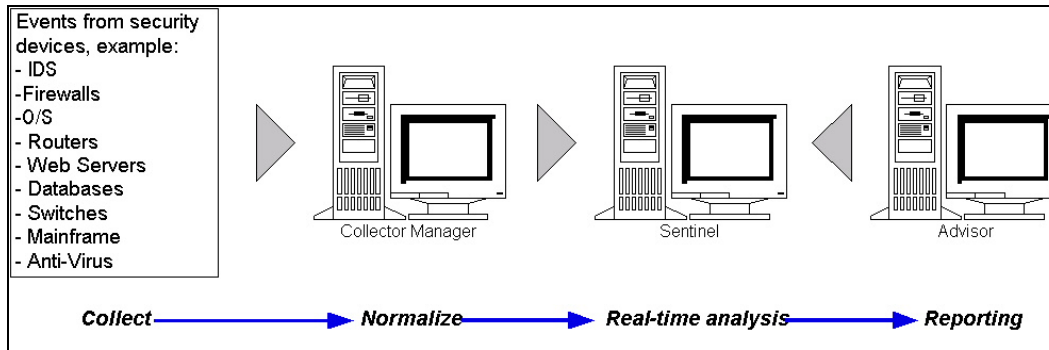 Events from security
devices, example:
- IDS
-Firewalls
-O/S
- Routers
- Web Servers
- Databases
- Switches
- Mainframe
- Anti-Virus
Collector Manager
Sentinel
Advisor
Collect
Normalize
Real-time analysis
Reporting